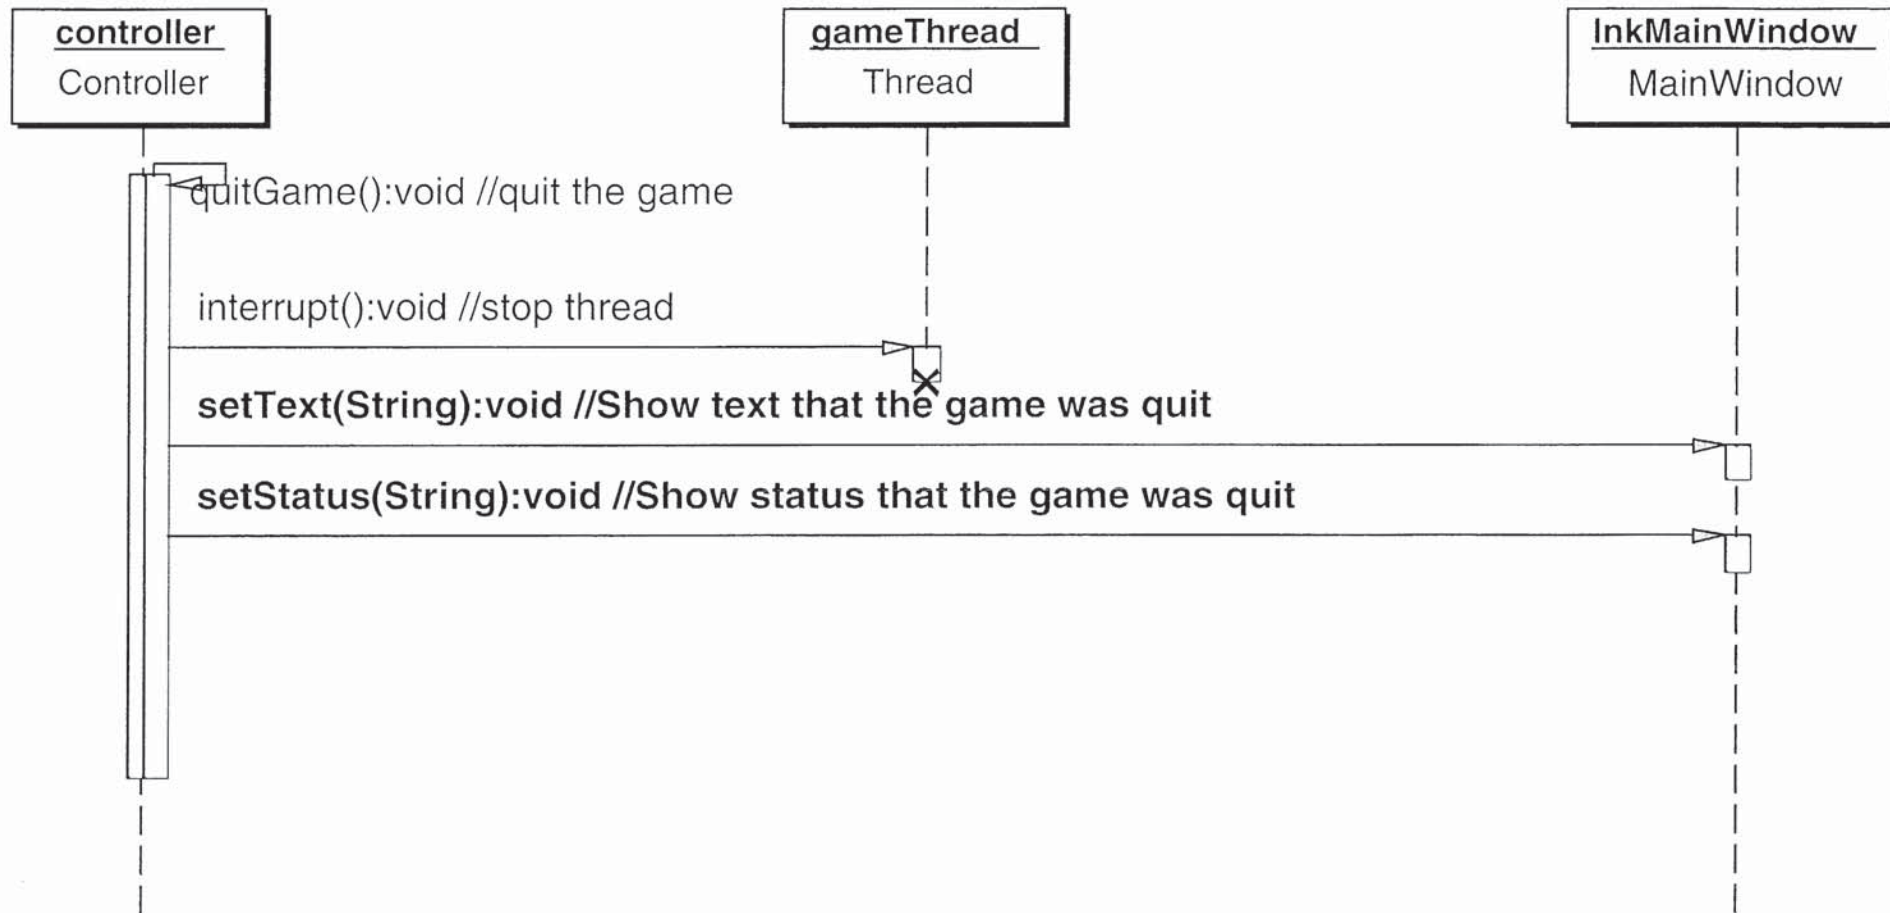 controller
Controller
gameThread
Thread
lnkMainWindow
MainWindow
quitGame():void //quit the game
interrupt():void //stop thread
setText(String):void //Show text that the game was quit
setStatus(String):void //Show status that the game was quit